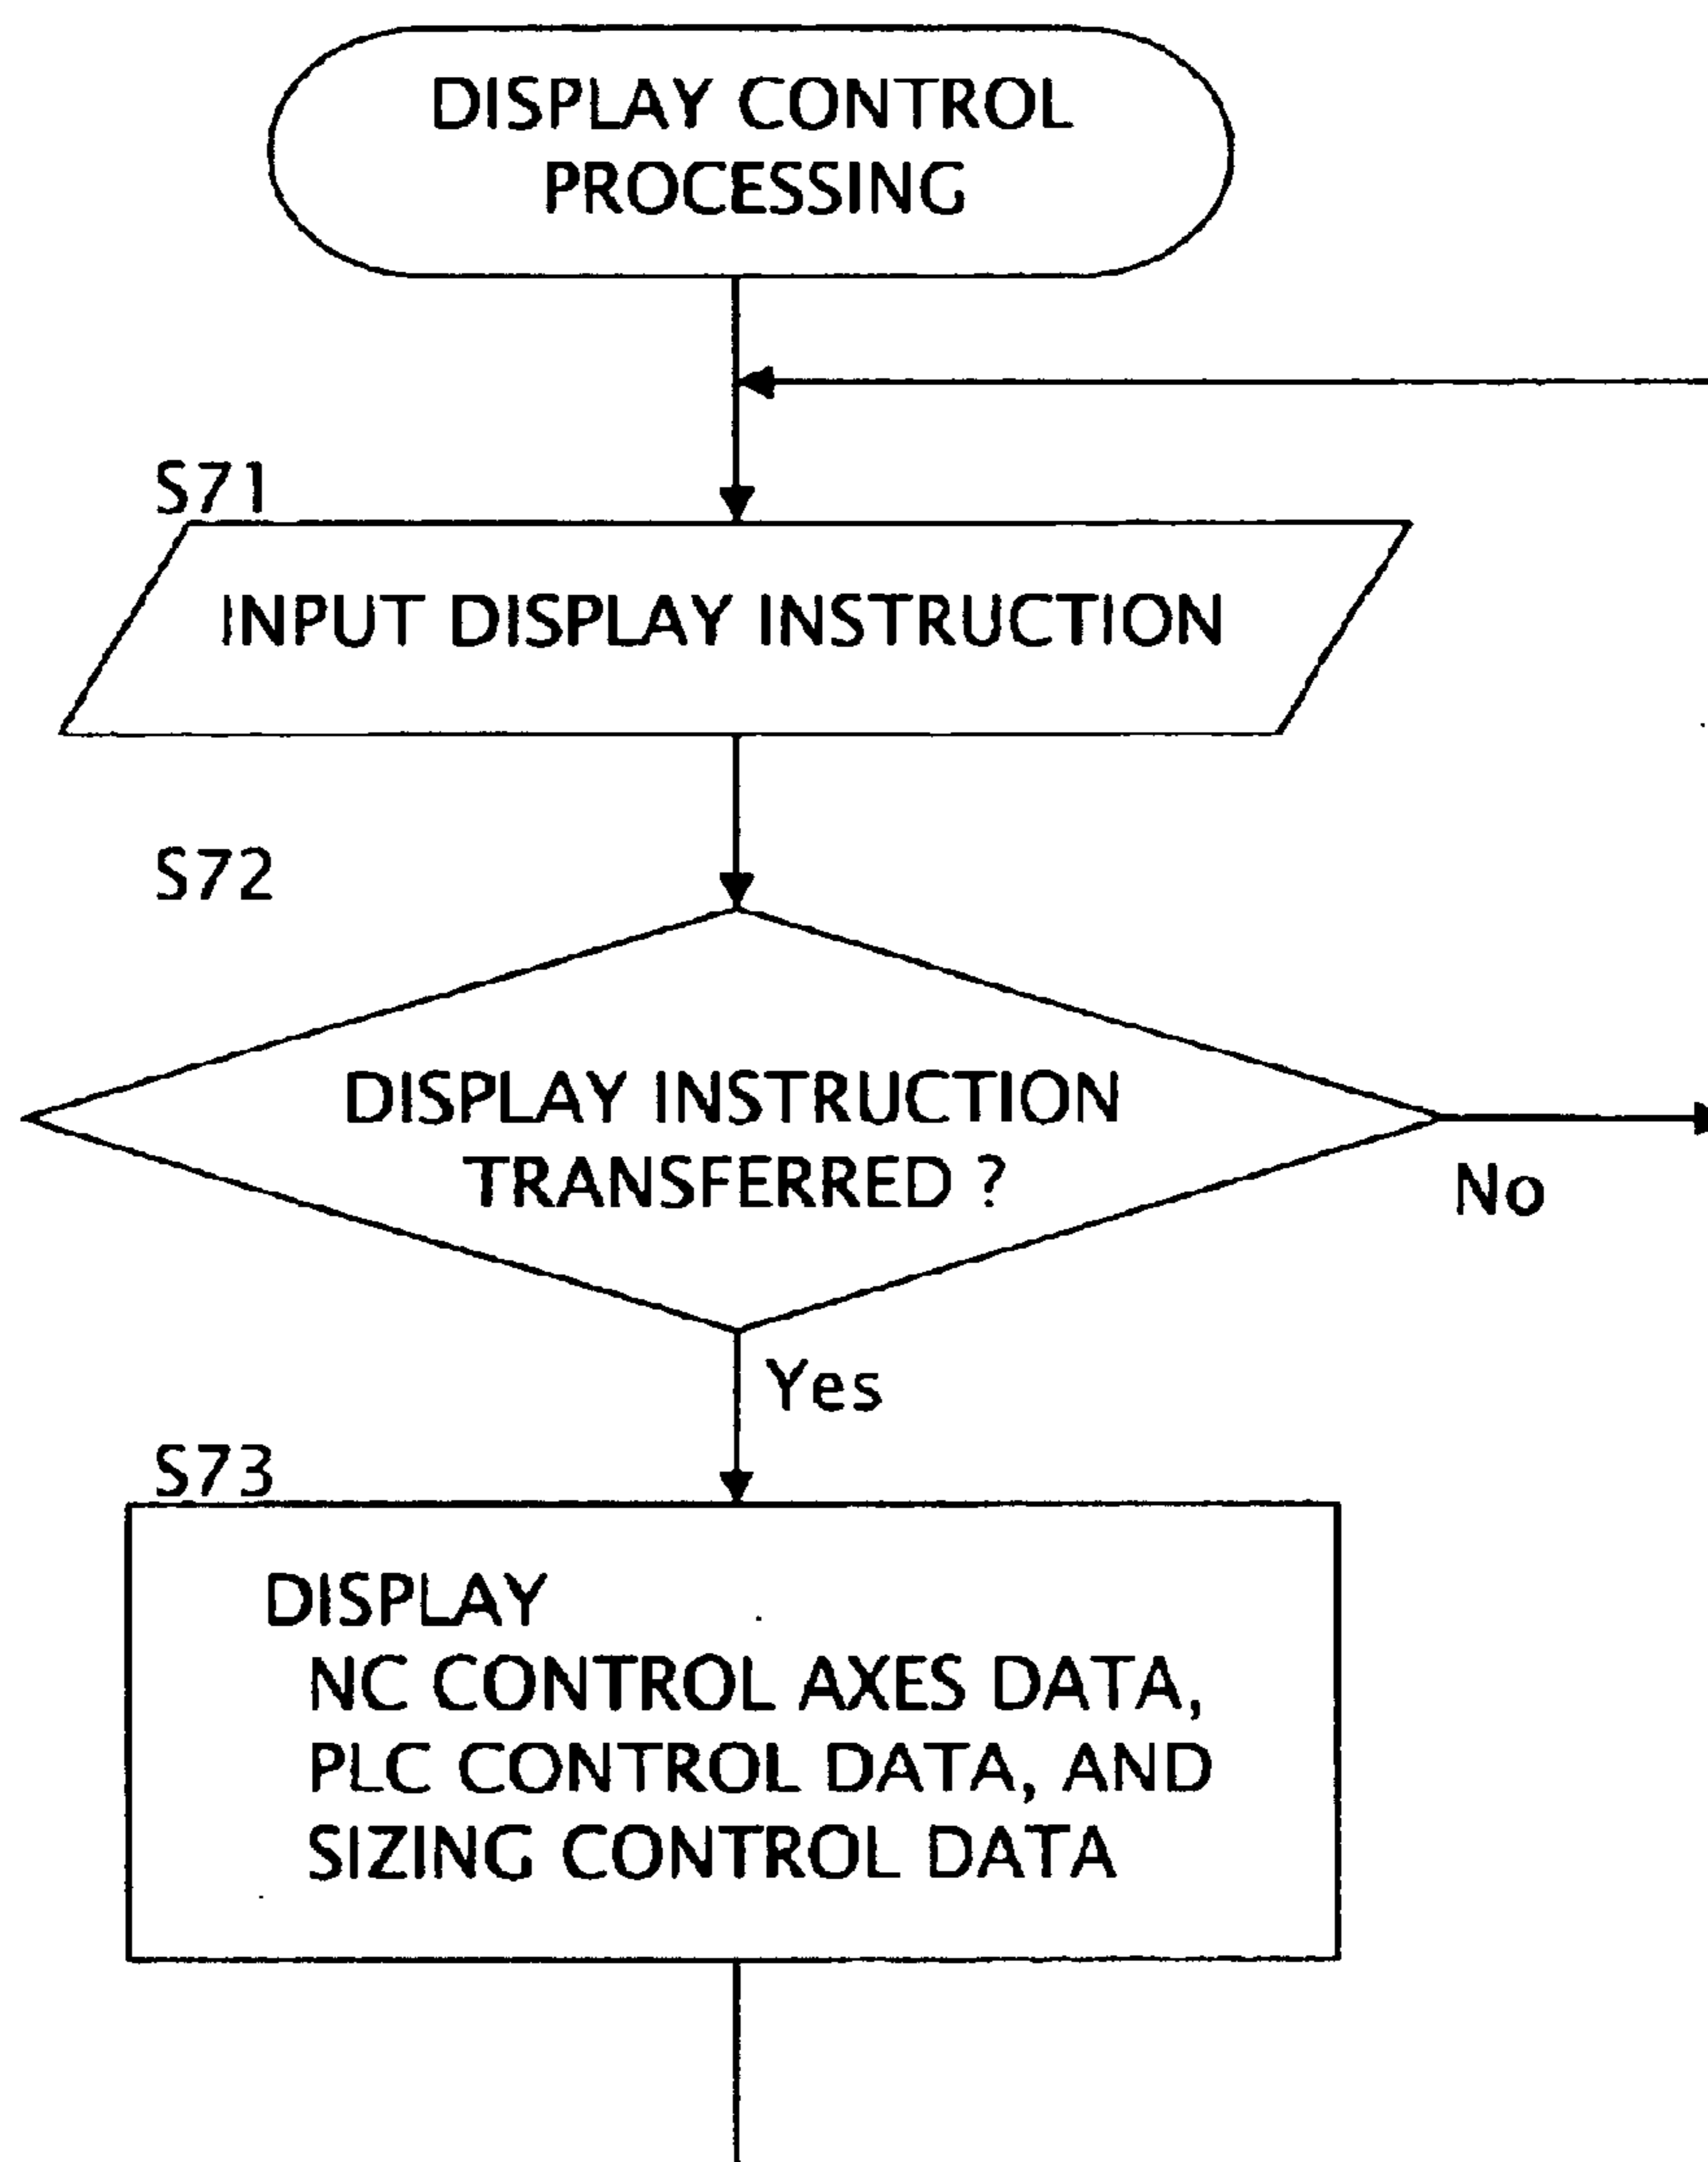 DISPLAY CONTROL
PROCESSING
S71
INPUT DISPLAY INSTRUCTION
S72
DISPLAY INSTRUCTION
TRANSFERRED ?
No
Yes
S73
DISPLAY
NC CONTROL AXES DATA,
PLC CONTROL DATA, AND
SIZING CONTROL DATA